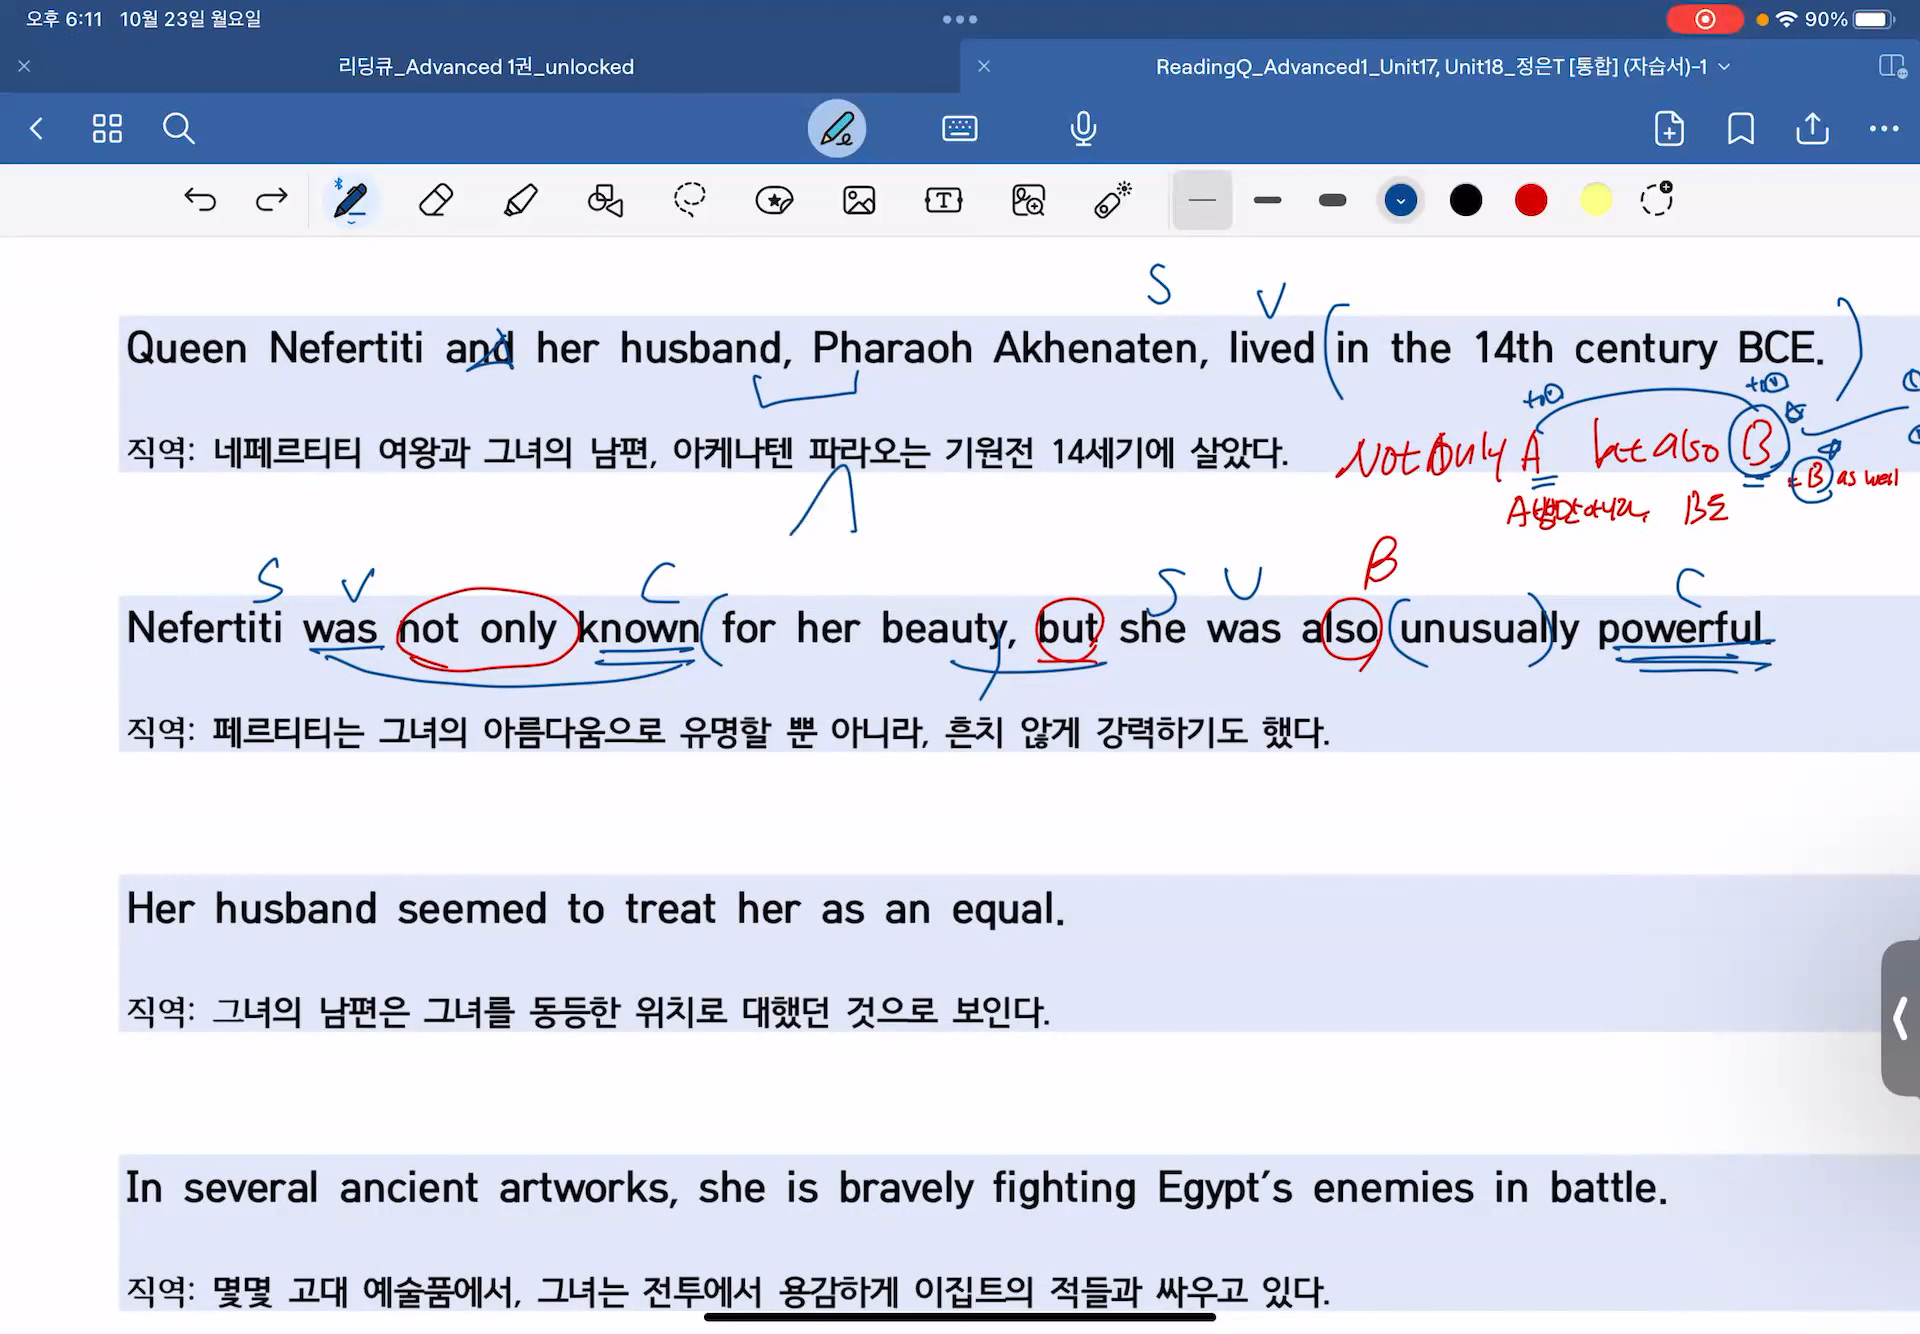 오후 6:11 10월 23일 월요일 90%
리딩큐_Advanced 1권_unlocked
ReadingQ_Advanced1_Unit17, Unit18_정은T [통합] (자습서)-1
S V
Queen Nefertiti and her husband, Pharaoh Akhenaten, lived (in the 14th century BCE.)
직역: 네페르티티 여왕과 그녀의 남편, 아케나텐 파라오는 기원전 14세기에 살았다.
Not Only A but also B
= B as well
A뿐만 아니라, B도
S V C S V B C
Nefertiti was not only known (for her beauty, but she was also (unusually) powerful
직역: 페르티티는 그녀의 아름다움으로 유명할 뿐 아니라, 흔치 않게 강력하기도 했다.
Her husband seemed to treat her as an equal.
직역: 그녀의 남편은 그녀를 동등한 위치로 대했던 것으로 보인다.
In several ancient artworks, she is bravely fighting Egypt's enemies in battle.
직역: 몇몇 고대 예술품에서, 그녀는 전투에서 용감하게 이집트의 적들과 싸우고 있다.